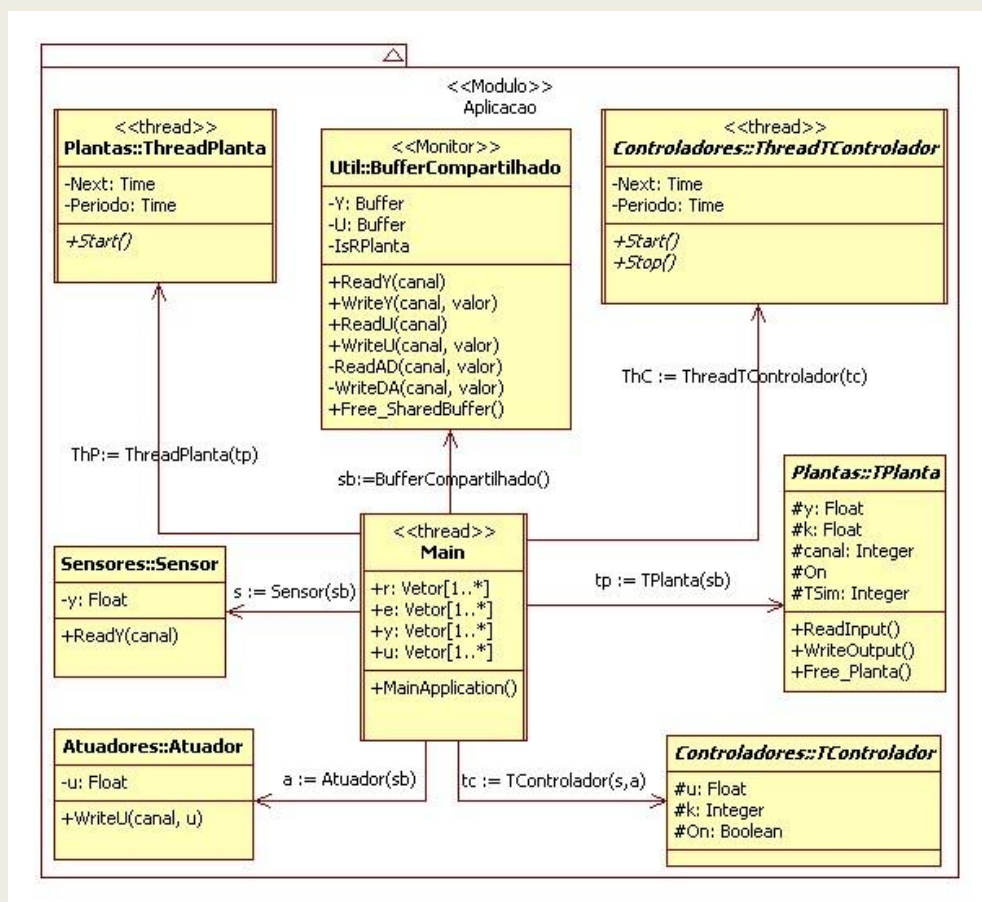 <<Modulo>>
Aplicacao
<<thread>>
Plantas::ThreadPlanta
-Next: Time
-Periodo: Time
+Start()
<<Monitor>>
Util::BufferCompartilhado
-Y: Buffer
-U: Buffer
-IsRPlanta
+ReadY(canal)
+WriteY(canal, valor)
+ReadU(canal)
+WriteU(canal, valor)
-ReadAD(canal, valor)
-WriteDA(canal, valor)
+Free_SharedBuffer()
<<thread>>
Controladores::ThreadTControlador
-Next: Time
-Periodo: Time
+Start()
+Stop()
ThC := ThreadTControlador(tc)
ThP:= ThreadPlanta(tp)
sb:=BufferCompartilhado()
Plantas::TPlanta
#y: Float
#k: Float
#canal: Integer
#On
#TSim: Integer
+ReadInput()
+WriteOutput()
+Free_Planta()
<<thread>>
Main
+r: Vetor[1..*]
+e: Vetor[1..*]
+y: Vetor[1..*]
+u: Vetor[1..*]
+MainApplication()
tp := TPlanta(sb)
Sensores::Sensor
-y: Float
+ReadY(canal)
s := Sensor(sb)
Atuadores::Atuador
-u: Float
+WriteU(canal, u)
a := Atuador(sb)
tc := TControlador(s,a)
Controladores::TControlador
#u: Float
#k: Integer
#On: Boolean